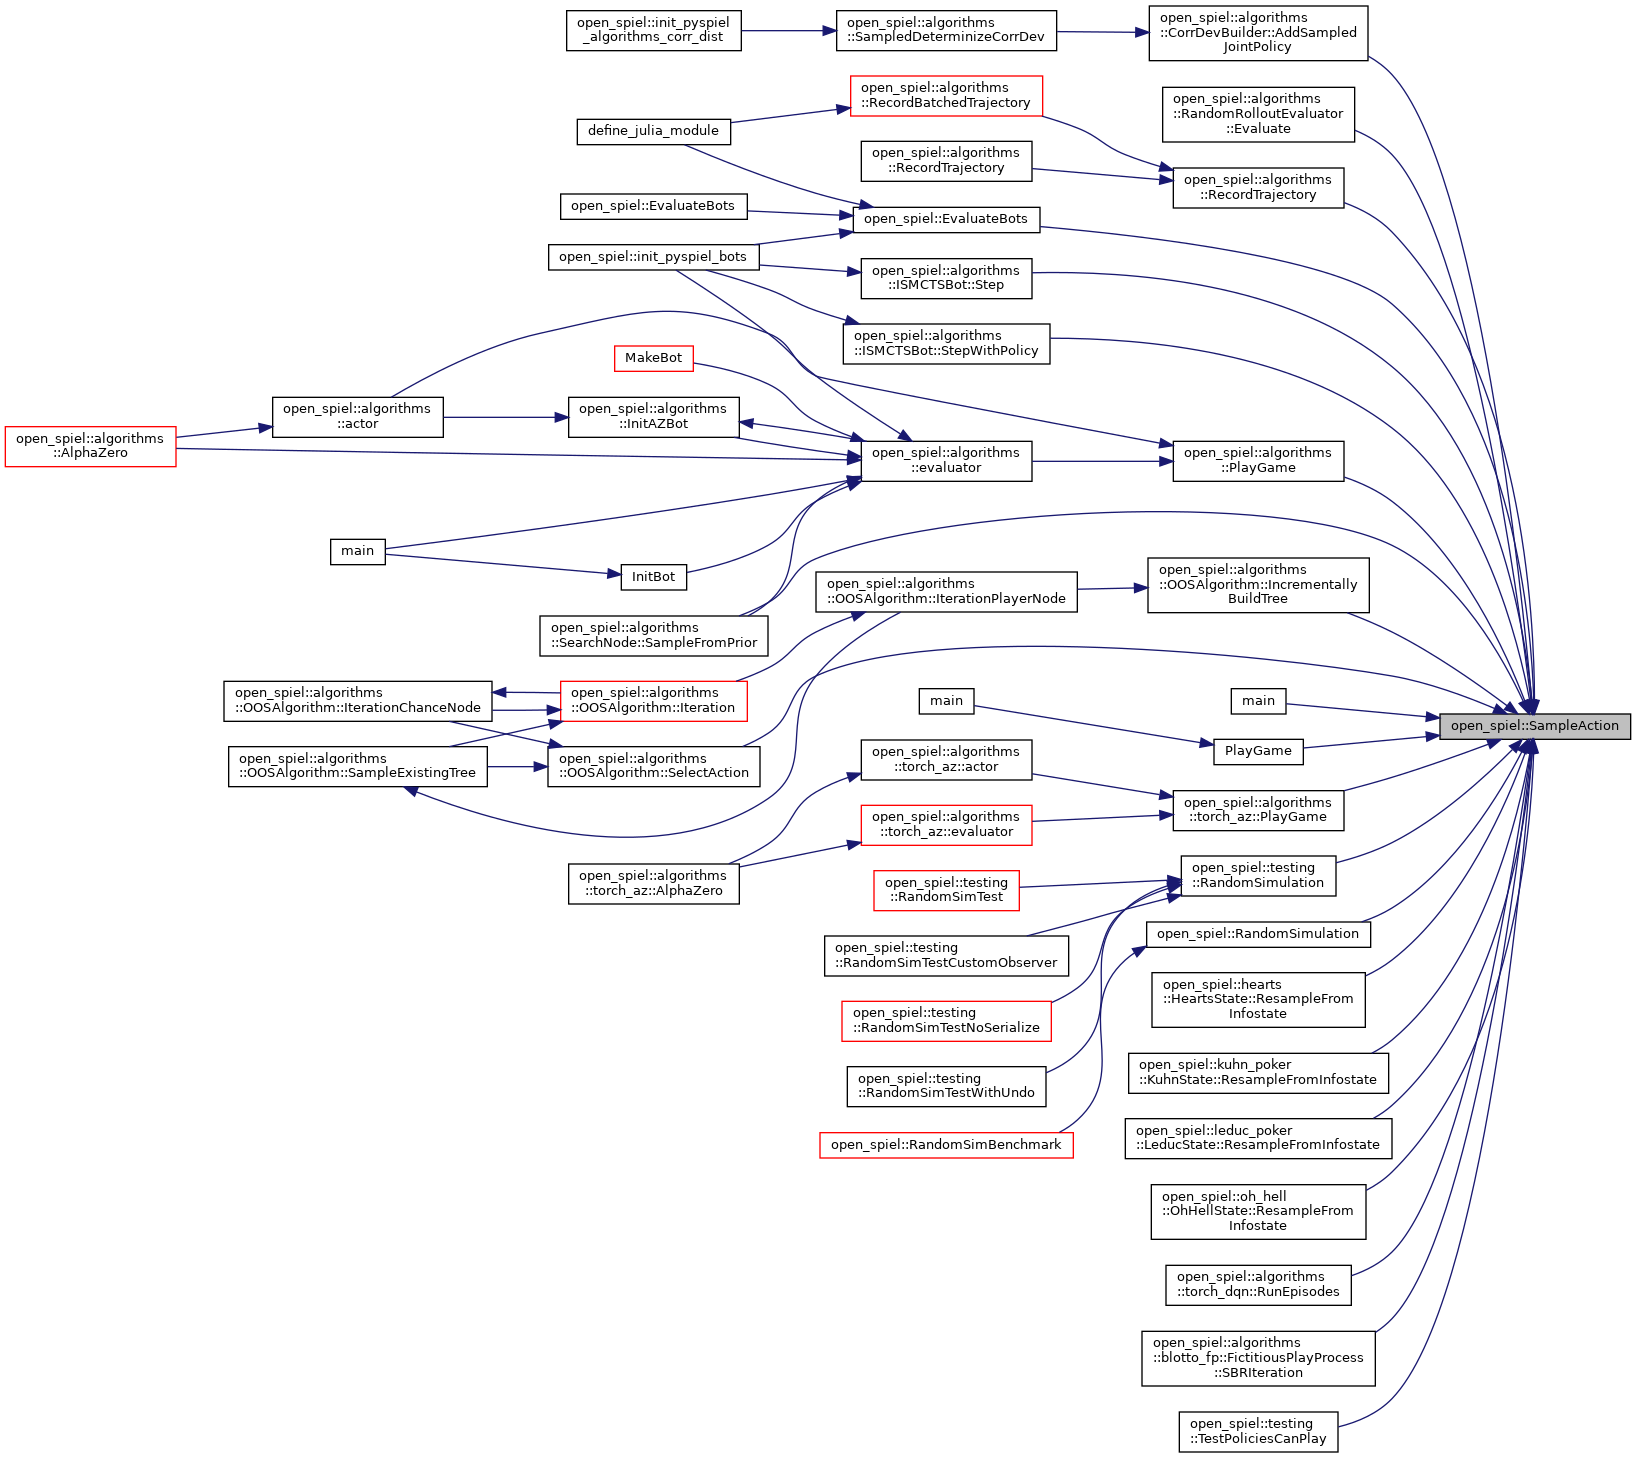 open_spiel::init_pyspiel
_algorithms_corr_dist
open_spiel::algorithms
::SampledDeterminizeCorrDev
open_spiel::algorithms
::CorrDevBuilder::AddSampled
JointPolicy
open_spiel::algorithms
::RecordBatchedTrajectory
open_spiel::algorithms
::RandomRolloutEvaluator
::Evaluate
define_julia_module
open_spiel::algorithms
::RecordTrajectory
open_spiel::algorithms
::RecordTrajectory
open_spiel::EvaluateBots
open_spiel::EvaluateBots
open_spiel::init_pyspiel_bots
open_spiel::algorithms
::ISMCTSBot::Step
open_spiel::algorithms
::ISMCTSBot::StepWithPolicy
MakeBot
open_spiel::algorithms
::actor
open_spiel::algorithms
::InitAZBot
open_spiel::algorithms
::AlphaZero
open_spiel::algorithms
::evaluator
open_spiel::algorithms
::PlayGame
main
InitBot
open_spiel::algorithms
::OOSAlgorithm::IterationPlayerNode
open_spiel::algorithms
::OOSAlgorithm::Incrementally
BuildTree
open_spiel::algorithms
::SearchNode::SampleFromPrior
open_spiel::algorithms
::OOSAlgorithm::IterationChanceNode
open_spiel::algorithms
::OOSAlgorithm::Iteration
main
main
open_spiel::SampleAction
open_spiel::algorithms
::OOSAlgorithm::SampleExistingTree
open_spiel::algorithms
::OOSAlgorithm::SelectAction
open_spiel::algorithms
::torch_az::actor
PlayGame
open_spiel::algorithms
::torch_az::evaluator
open_spiel::algorithms
::torch_az::PlayGame
open_spiel::algorithms
::torch_az::AlphaZero
open_spiel::testing
::RandomSimTest
open_spiel::testing
::RandomSimulation
open_spiel::testing
::RandomSimTestCustomObserver
open_spiel::RandomSimulation
open_spiel::testing
::RandomSimTestNoSerialize
open_spiel::hearts
::HeartsState::ResampleFrom
Infostate
open_spiel::testing
::RandomSimTestWithUndo
open_spiel::kuhn_poker
::KuhnState::ResampleFromInfostate
open_spiel::RandomSimBenchmark
open_spiel::leduc_poker
::LeducState::ResampleFromInfostate
open_spiel::oh_hell
::OhHellState::ResampleFrom
Infostate
open_spiel::algorithms
::torch_dqn::RunEpisodes
open_spiel::algorithms
::blotto_fp::FictitiousPlayProcess
::SBRIteration
open_spiel::testing
::TestPoliciesCanPlay